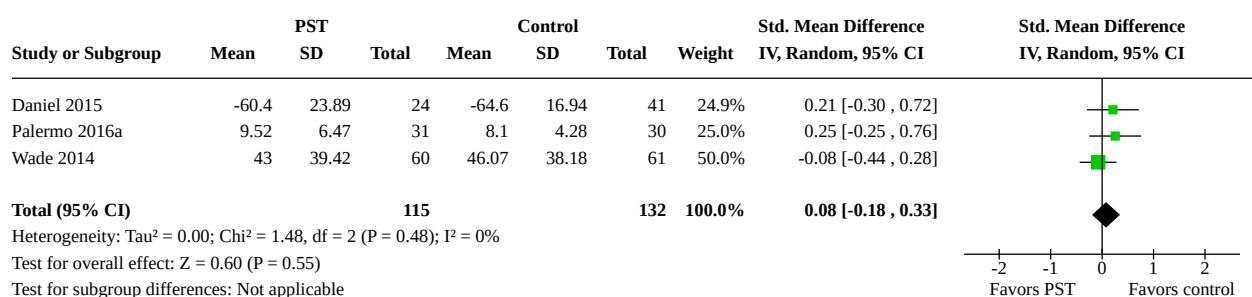 PST Control Std. Mean Difference Std. Mean Difference
Study or Subgroup Mean SD Total Mean SD Total Weight IV, Random, 95% CI IV, Random, 95% CI
Daniel 2015 -60.4 23.89 24 -64.6 16.94 41 24.9% 0.21 [-0.30 , 0.72]
Palermo 2016a 9.52 6.47 31 8.1 4.28 30 25.0% 0.25 [-0.25 , 0.76]
Wade 2014 43 39.42 60 46.07 38.18 61 50.0% -0.08 [-0.44 , 0.28]
Total (95% CI) 115 132 100.0% 0.08 [-0.18 , 0.33]
Heterogeneity: Tau² = 0.00; Chi² = 1.48, df = 2 (P = 0.48); I² = 0%
Test for overall effect: Z = 0.60 (P = 0.55)
-2 -1 0 1 2
Test for subgroup differences: Not applicable Favors PST Favors control